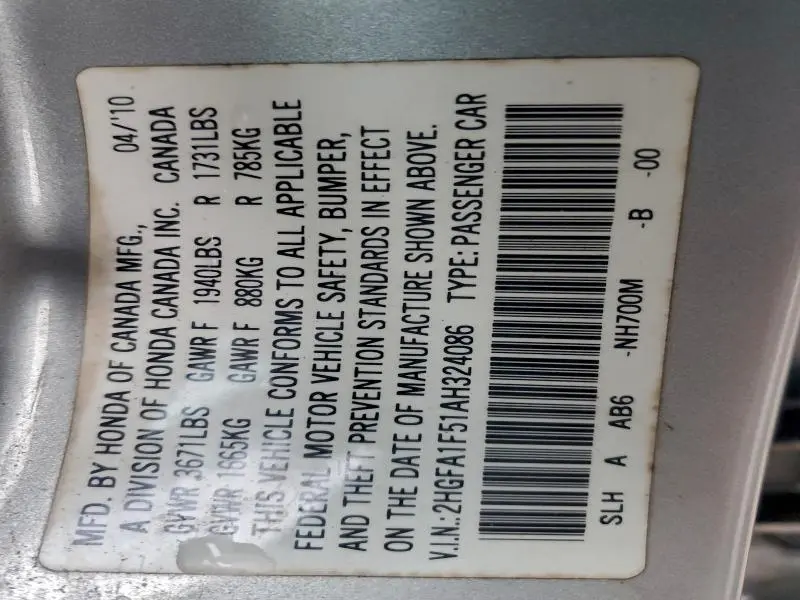 MFD. BY HONDA OF CANADA MFG., 04/'10
A DIVISION OF HONDA CANADA INC. CANADA
GVWR 3671LBS GAWR F 1940LBS R 1731LBS
GVWR 1665KG GAWR F 880KG R 785KG
THIS VEHICLE CONFORMS TO ALL APPLICABLE
FEDERAL MOTOR VEHICLE SAFETY, BUMPER,
AND THEFT PREVENTION STANDARDS IN EFFECT
ON THE DATE OF MANUFACTURE SHOWN ABOVE.
V.I.N.:2HGFA1F51AH324086 TYPE:PASSENGER CAR
SLH A AB6 -NH700M -B -00